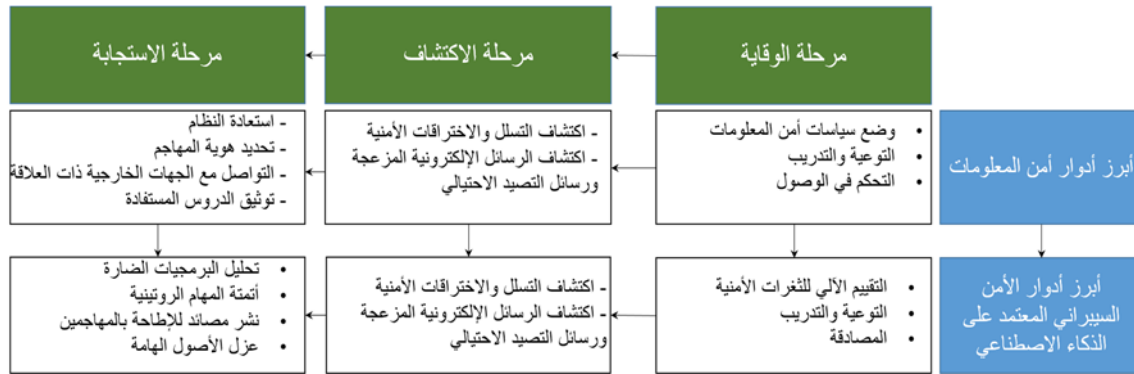 مرحلة الوقاية
مرحلة الاكتشاف
مرحلة الاستجابة
أبرز أدوار أمن المعلومات
• وضع سياسات أمن المعلومات
• التوعية والتدريب
• التحكم في الوصول
- اكتشاف التسلل والاختراقات الأمنية
- اكتشاف الرسائل الإلكترونية المزعجة
ورسائل التصيد الاحتيالي
- استعادة النظام
- تحديد هوية المهاجم
- التواصل مع الجهات الخارجية ذات العلاقة
- توثيق الدروس المستفادة
أبرز أدوار الأمن
السيبراني المعتمد على
الذكاء الاصطناعي
• التقييم الآلي للثغرات الأمنية
• التوعية والتدريب
• المصادقة
- اكتشاف التسلل والاختراقات الأمنية
- اكتشاف الرسائل الإلكترونية المزعجة
ورسائل التصيد الاحتيالي
• تحليل البرمجيات الضارة
• أتمتة المهام الروتينية
• نشر مصائد للإطاحة بالمهاجمين
• عزل الأصول الهامة